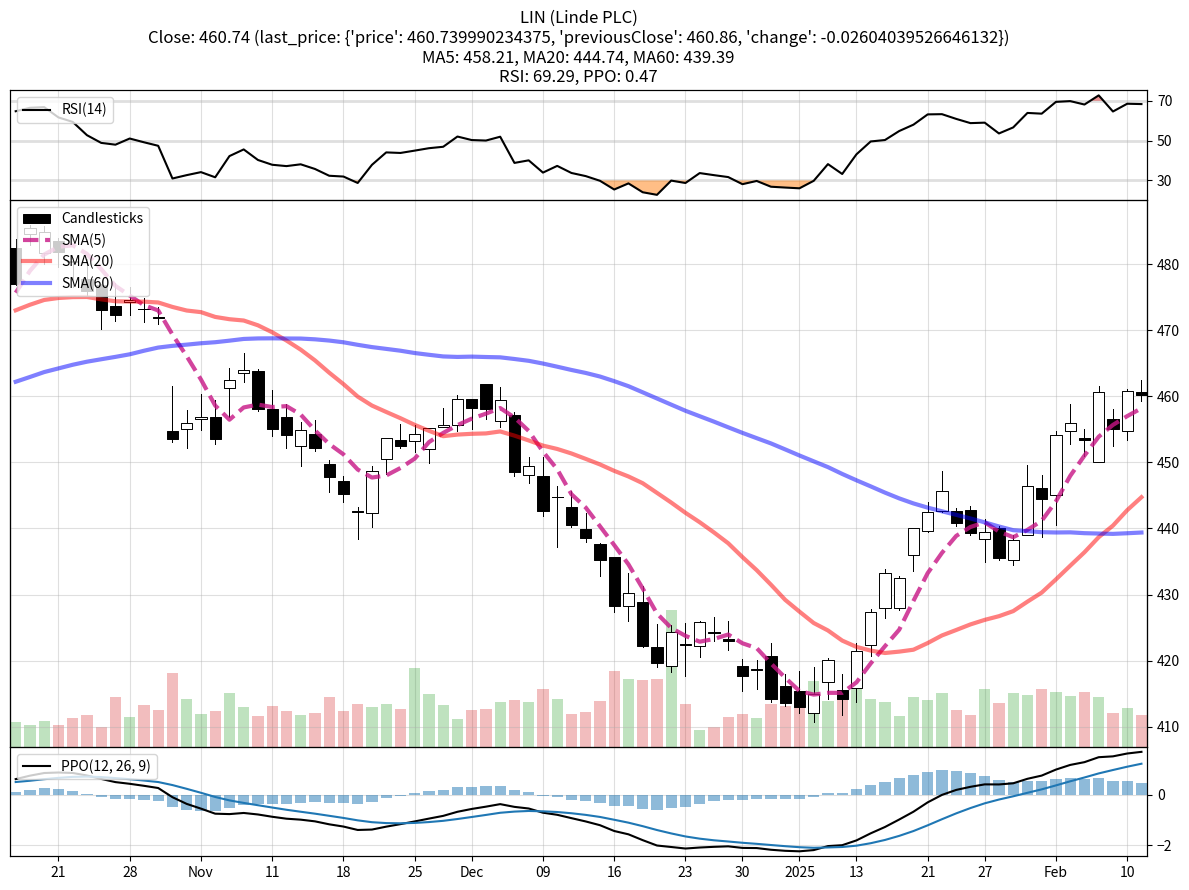 LIN (Linde PLC)
Close: 460.74 (last_price: {'price': 460.739990234375, 'previousClose': 460.86, 'change': -0.02604039526646132})
MA5: 458.21, MA20: 444.74, MA60: 439.39
RSI: 69.29, PPO: 0.47
RSI(14)
70
50
30
Candlesticks
SMA(5)
SMA(20)
SMA(60)
480
470
460
450
440
430
420
410
PPO(12, 26, 9)
0
−2
21 28 Nov 11 18 25 Dec 09 16 23 30 2025 13 21 27 Feb 10